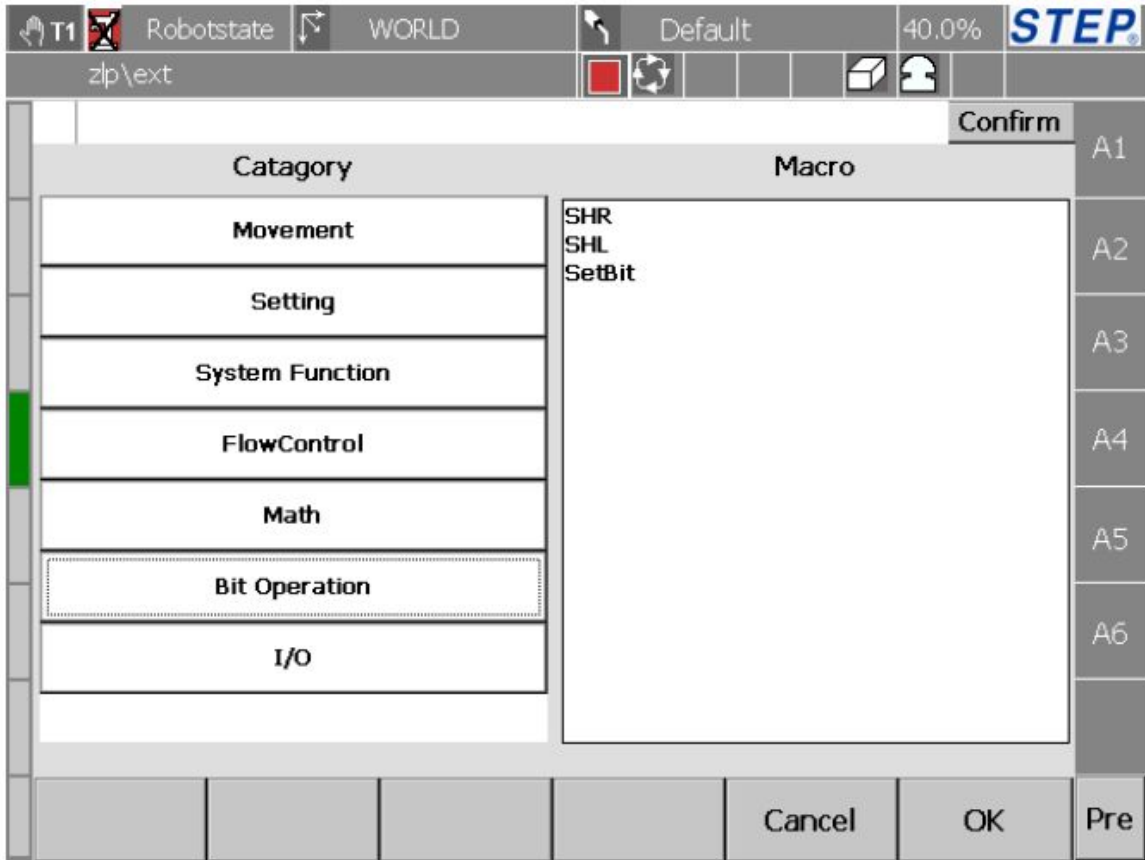 T1 Robotstate WORLD Default 40.0% STEP®
zlp\ext
Confirm
Catagory Macro
Movement
Setting
System Function
FlowControl
Math
Bit Operation
I/O
SHR
SHL
SetBit
A1
A2
A3
A4
A5
A6
Cancel OK Pre